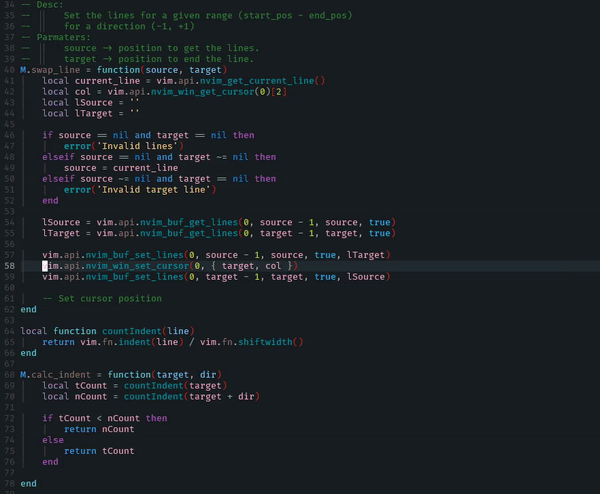 34 -- Desc:
35 --     Set the lines for a given range (start_pos - end_pos)
36 --     for a direction (-1, +1)
37 -- Parmaters:
38 --     source -> position to get the lines.
39 --     target -> position to end the line.
40 M.swap_line = function(source, target)
41     local current_line = vim.api.nvim_get_current_line()
42     local col = vim.api.nvim_win_get_cursor(0)[2]
43     local lSource = ''
44     local lTarget = ''
45
46     if source == nil and target == nil then
47         error('Invalid lines')
48     elseif source == nil and target ~= nil then
49         source = current_line
50     elseif source ~= nil and target == nil then
51         error('Invalid target line')
52     end
53
54     lSource = vim.api.nvim_buf_get_lines(0, source - 1, source, true)
55     lTarget = vim.api.nvim_buf_get_lines(0, target - 1, target, true)
56
57     vim.api.nvim_buf_set_lines(0, source - 1, source, true, lTarget)
58     vim.api.nvim_win_set_cursor(0, { target, col })
59     vim.api.nvim_buf_set_lines(0, target - 1, target, true, lSource)
60
61     -- Set cursor position
62 end
63
64 local function countIndent(line)
65     return vim.fn.indent(line) / vim.fn.shiftwidth()
66 end
67
68 M.calc_indent = function(target, dir)
69     local tCount = countIndent(target)
70     local nCount = countIndent(target + dir)
71
72     if tCount < nCount then
73         return nCount
74     else
75         return tCount
76     end
77
78 end